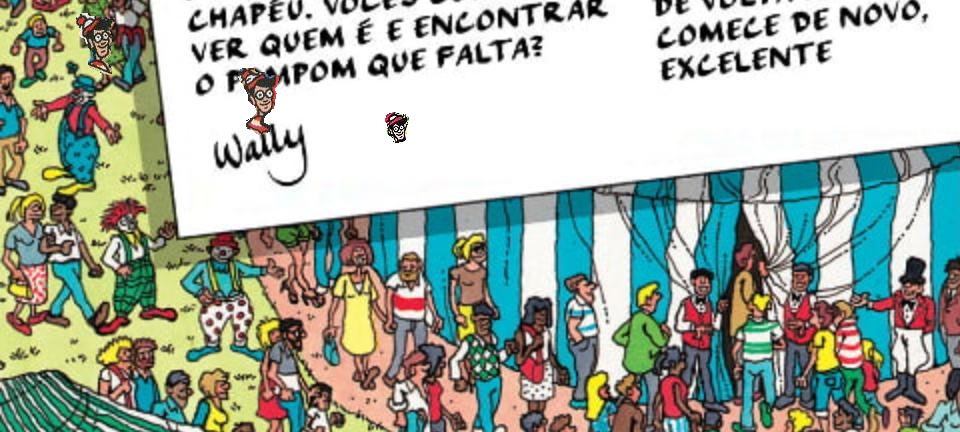 CHAPÉU. VOCÊS
VER QUEM É E ENCONTRAR
O POMPOM QUE FALTA?
Wally
DE VOLTA
COMECE DE NOVO,
EXCELENTE